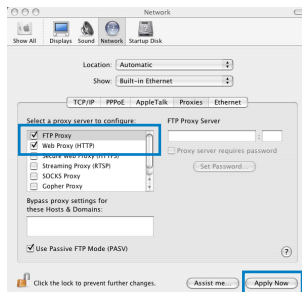 Network
Show All Displays Sound Network Startup Disk
Location: Automatic
Show: Built-in Ethernet
TCP/IP PPPoE AppleTalk Proxies Ethernet
Select a proxy server to configure:
FTP Proxy
Web Proxy (HTTP)
Secure Web Proxy (HTTPS)
Streaming Proxy (RTSP)
SOCKS Proxy
Gopher Proxy
FTP Proxy Server
:
Proxy server requires password
Set Password...
Bypass proxy settings for
these Hosts & Domains:
Use Passive FTP Mode (PASV)
?
Click the lock to prevent further changes.
Assist me...
Apply Now